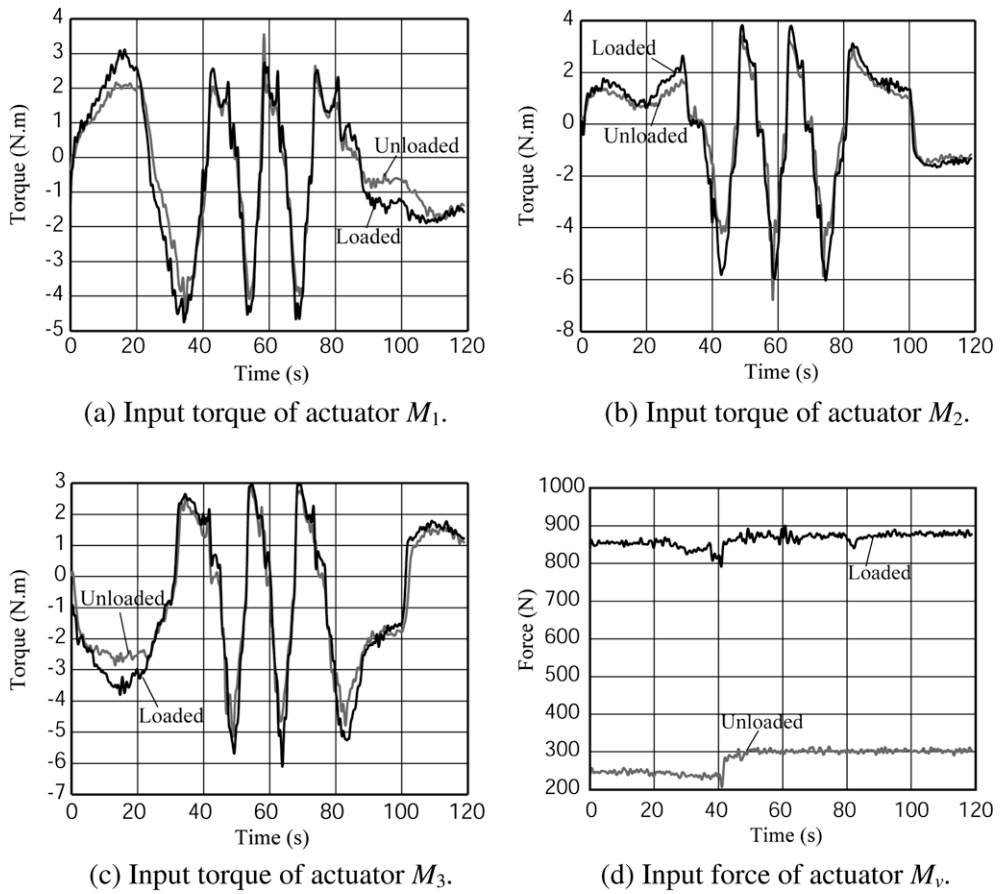 4
3
2
1
0
-1
-2
-3
-4
-5
Torque (N.m)
Unloaded
Loaded
0 20 40 60 80 100 120
Time (s)
(a) Input torque of actuator M1.
4
2
0
-2
-4
-6
-8
Torque (N.m)
Loaded
Unloaded
0 20 40 60 80 100 120
Time (s)
(b) Input torque of actuator M2.
3
2
1
0
-1
-2
-3
-4
-5
-6
-7
Torque (N.m)
Unloaded
Loaded
0 20 40 60 80 100 120
Time (s)
(c) Input torque of actuator M3.
1000
900
800
700
600
900
400
300
200
Force (N)
Loaded
Unloaded
0 20 40 60 80 100 120
Time (s)
(d) Input force of actuator Mv.